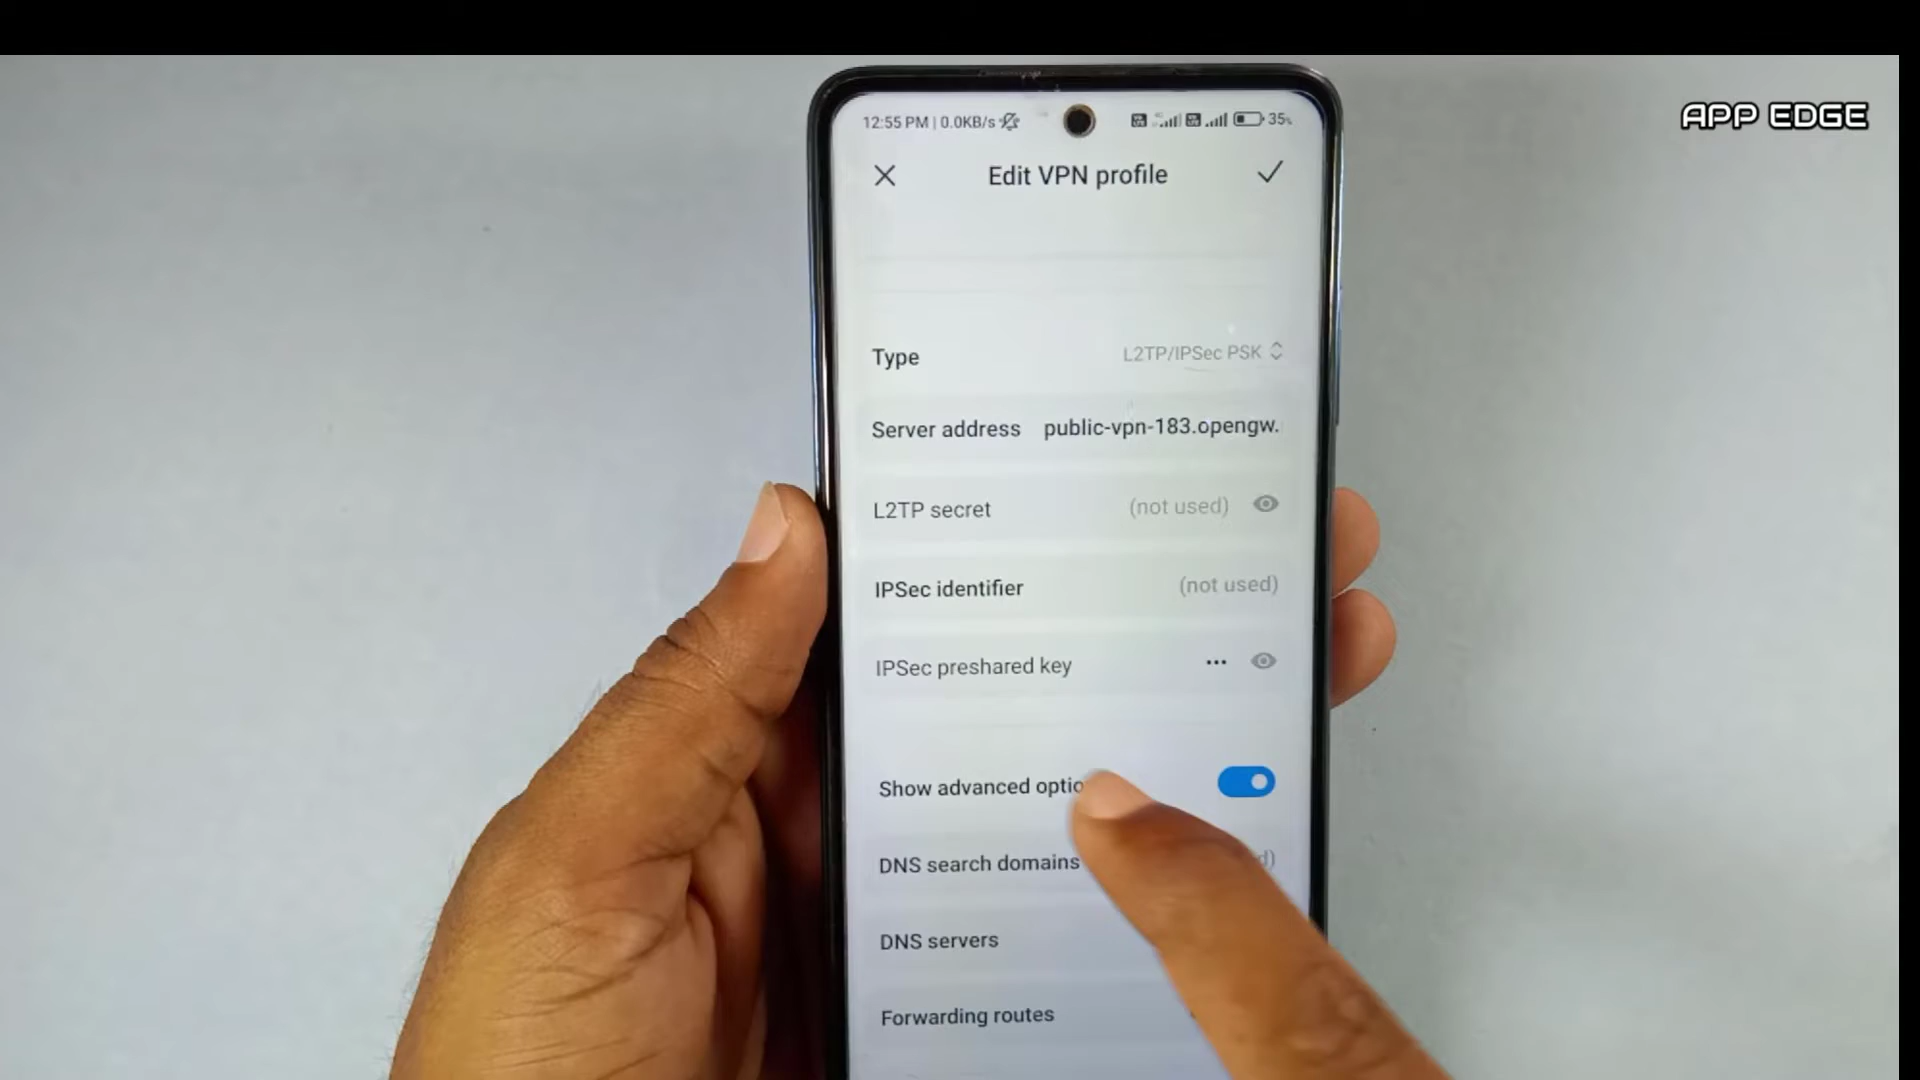 APP EDGE
12:55 PM | 0.0KB/s
35%
Edit VPN profile
Type L2TP/IPSec PSK
Server address public-vpn-183.opengw.
L2TP secret (not used)
IPSec identifier (not used)
IPSec preshared key •••
Show advanced optio
DNS search domains d)
DNS servers
Forwarding routes